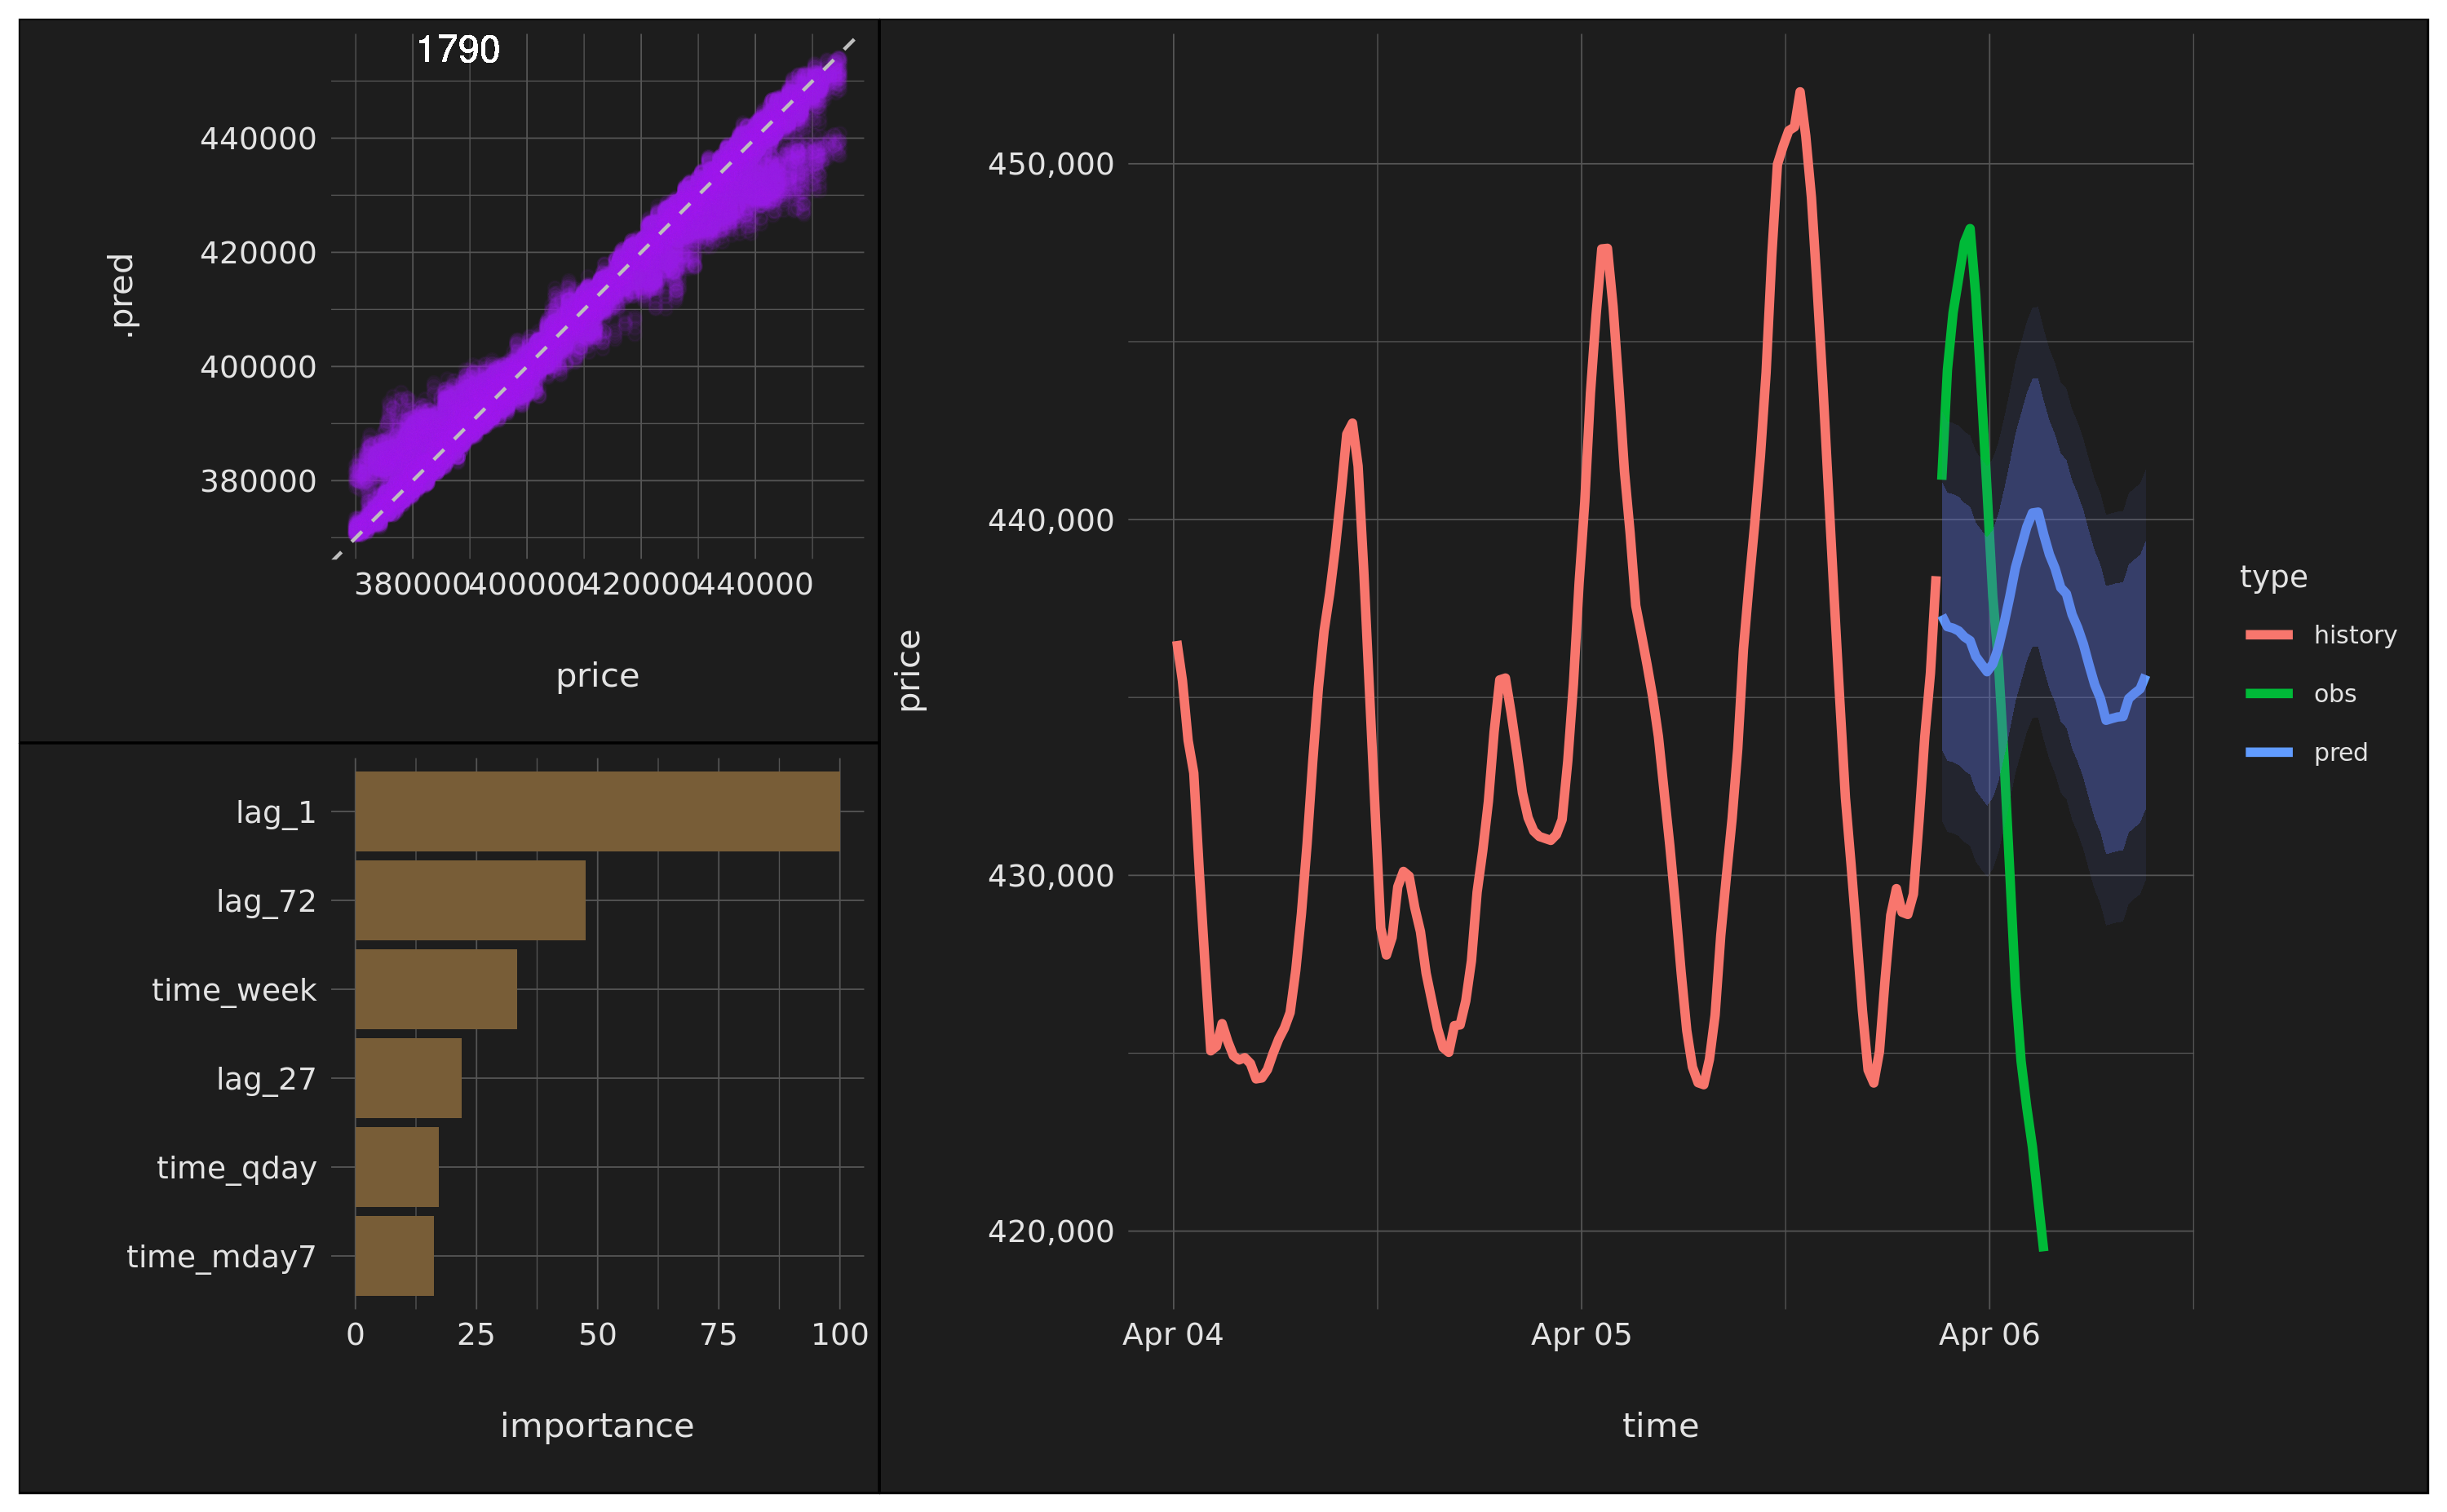 1790
.pred
440000
420000
400000
380000
380000 400000 420000 440000
price
lag_1
lag_72
time_week
lag_27
time_qday
time_mday7
0 25 50 75 100
importance
price
450,000
440,000
430,000
420,000
Apr 04 Apr 05 Apr 06
time
type
history
obs
pred